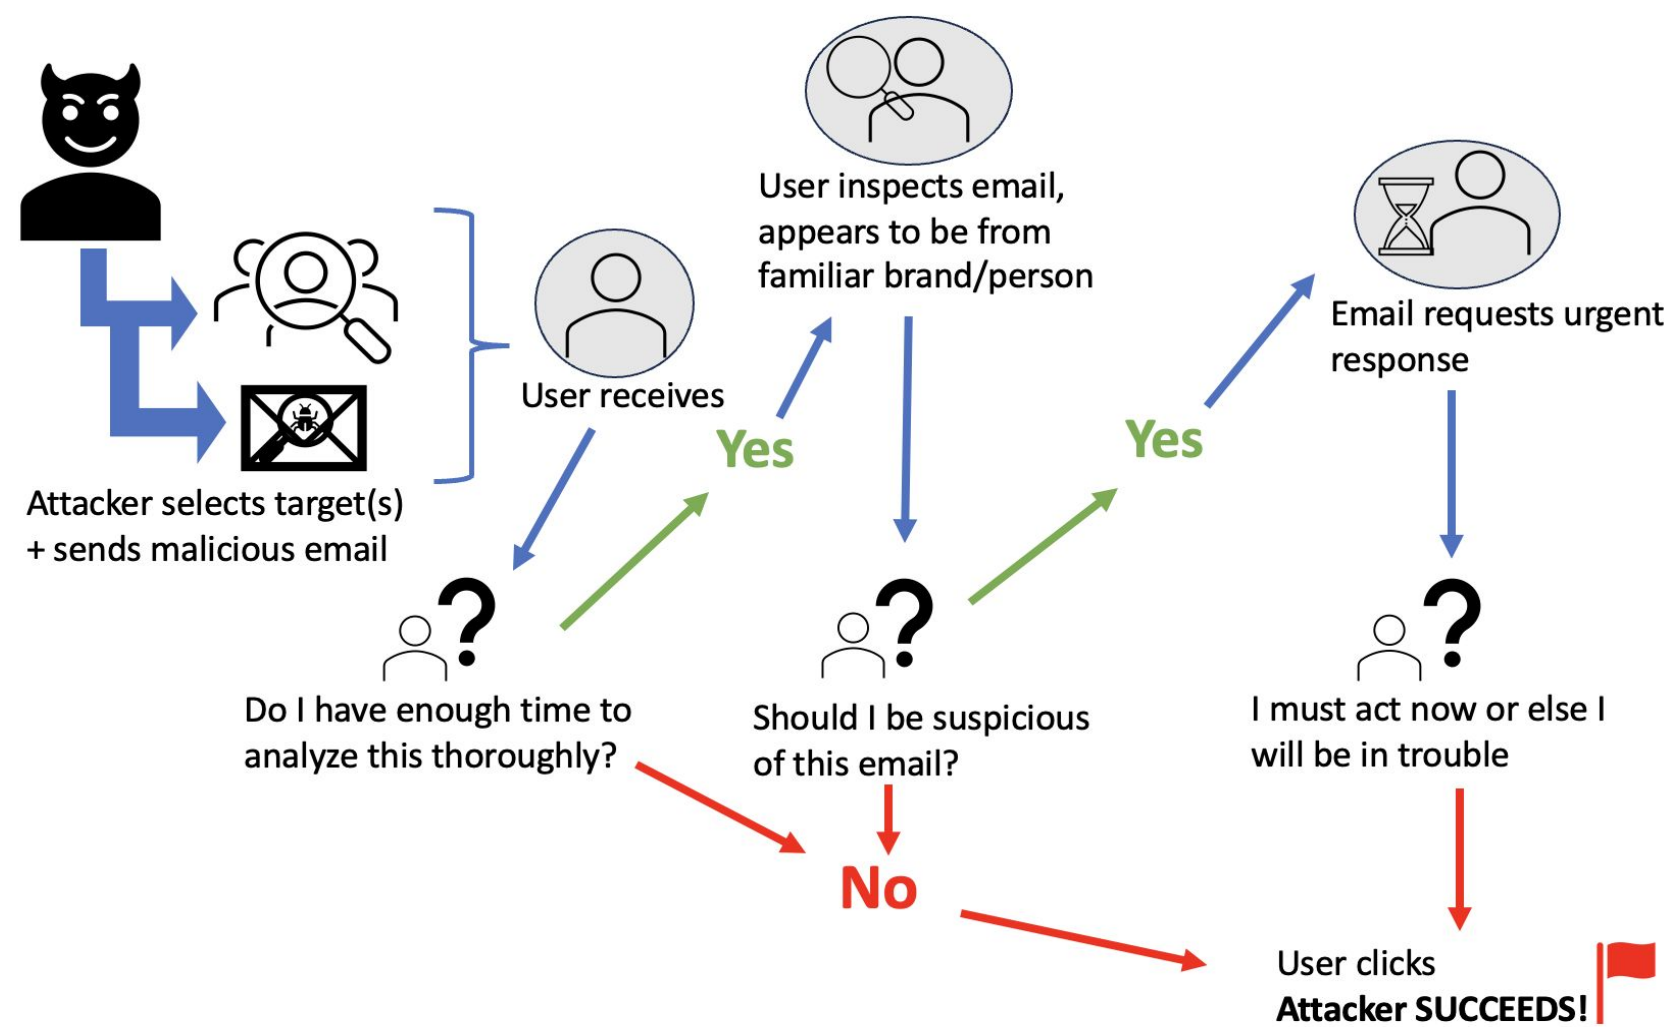 Attacker selects target(s)
+ sends malicious email
User receives
Do I have enough time to
analyze this thoroughly?
Yes
User inspects email,
appears to be from
familiar brand/person
Should I be suspicious
of this email?
Yes
Email requests urgent
response
I must act now or else I
will be in trouble
No
User clicks
Attacker SUCCEEDS!